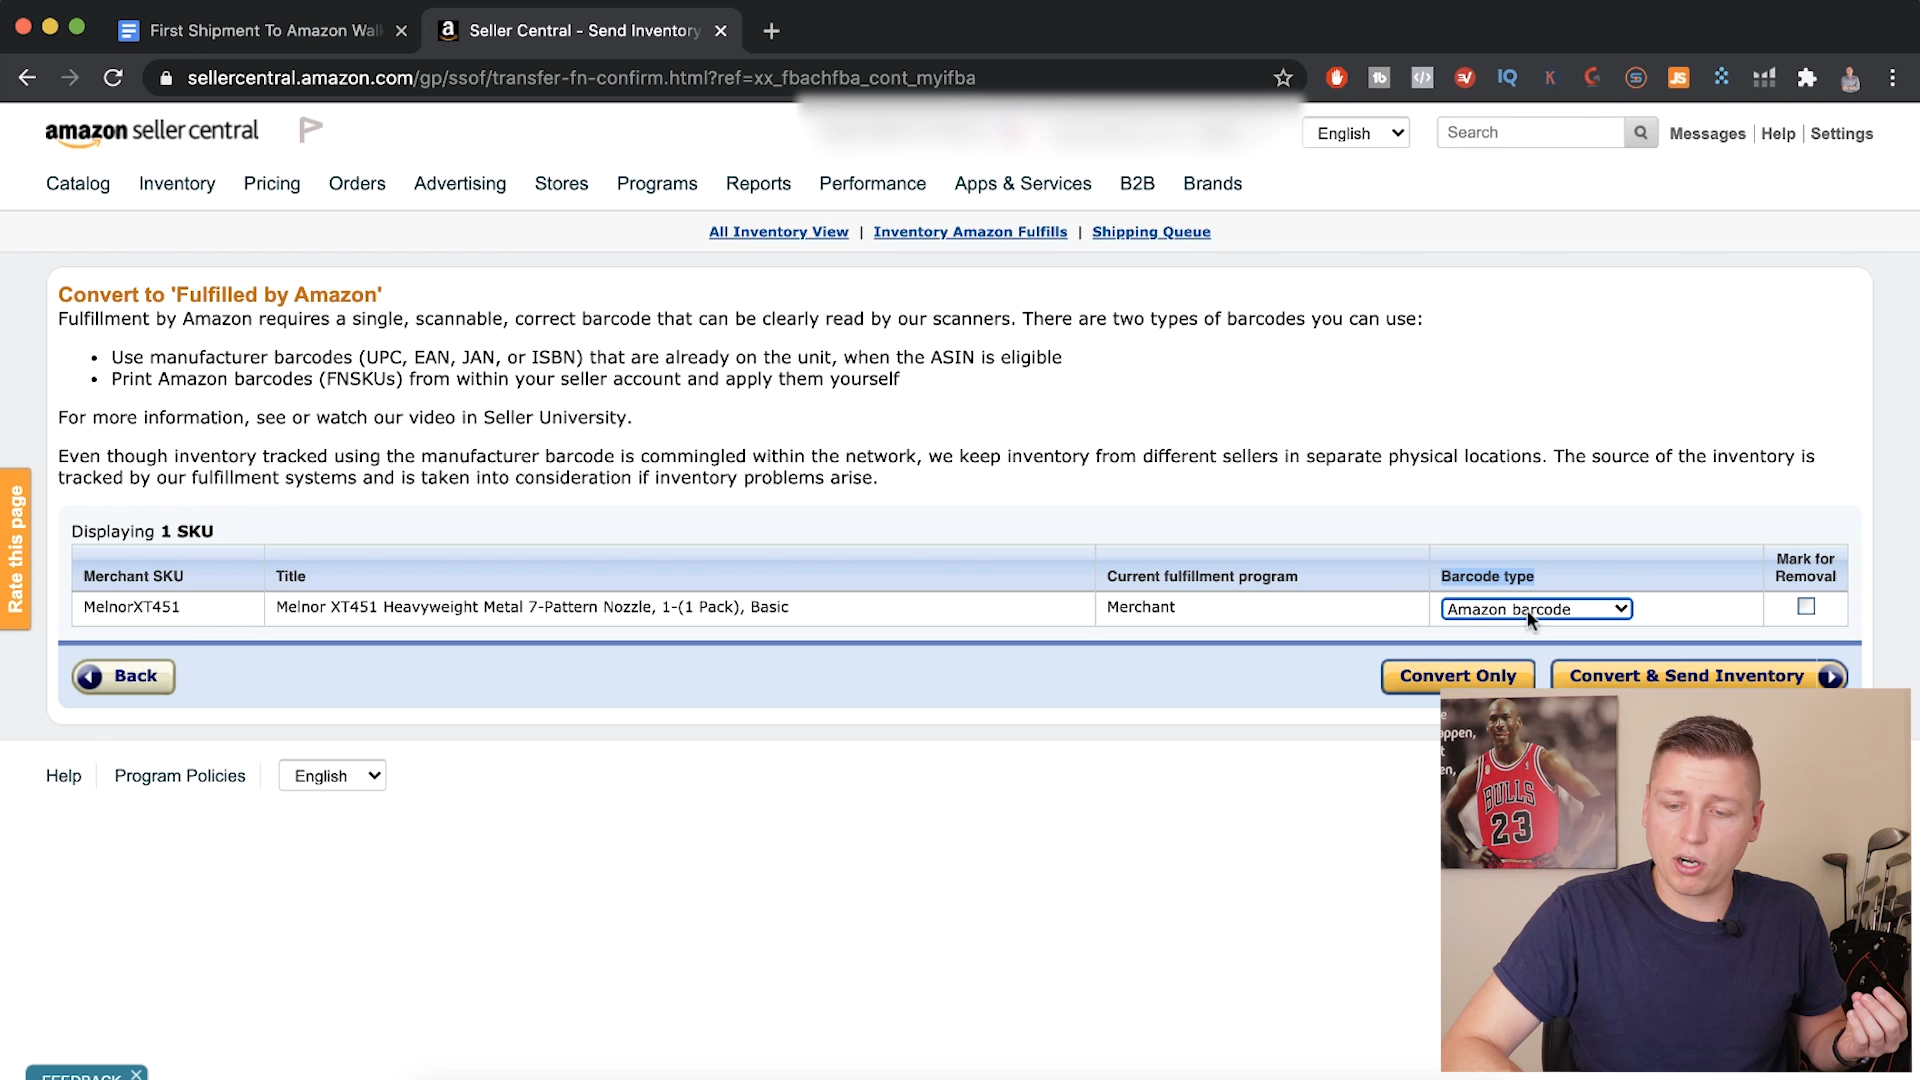 First Shipment To Amazon Wal
Seller Central - Send Inventory
sellercentral.amazon.com/gp/ssof/transfer-fn-confirm.html?ref=xx_fbachfba_cont_myifba
amazon seller central
English
Search
Messages | Help | Settings
Catalog Inventory Pricing Orders Advertising Stores Programs Reports Performance Apps & Services B2B Brands
All Inventory View | Inventory Amazon Fulfills | Shipping Queue
Convert to 'Fulfilled by Amazon'
Fulfillment by Amazon requires a single, scannable, correct barcode that can be clearly read by our scanners. There are two types of barcodes you can use:
• Use manufacturer barcodes (UPC, EAN, JAN, or ISBN) that are already on the unit, when the ASIN is eligible
• Print Amazon barcodes (FNSKUs) from within your seller account and apply them yourself
For more information, see or watch our video in Seller University.
Even though inventory tracked using the manufacturer barcode is commingled within the network, we keep inventory from different sellers in separate physical locations. The source of the inventory is
tracked by our fulfillment systems and is taken into consideration if inventory problems arise.
Rate this page
Displaying 1 SKU
Merchant SKU Title Current fulfillment program Barcode type Mark for Removal
MelnorXT451 Melnor XT451 Heavyweight Metal 7-Pattern Nozzle, 1-(1 Pack), Basic Merchant Amazon barcode
Back Convert Only Convert & Send Inventory
Help Program Policies English
BULLS
23
FEEDBACK